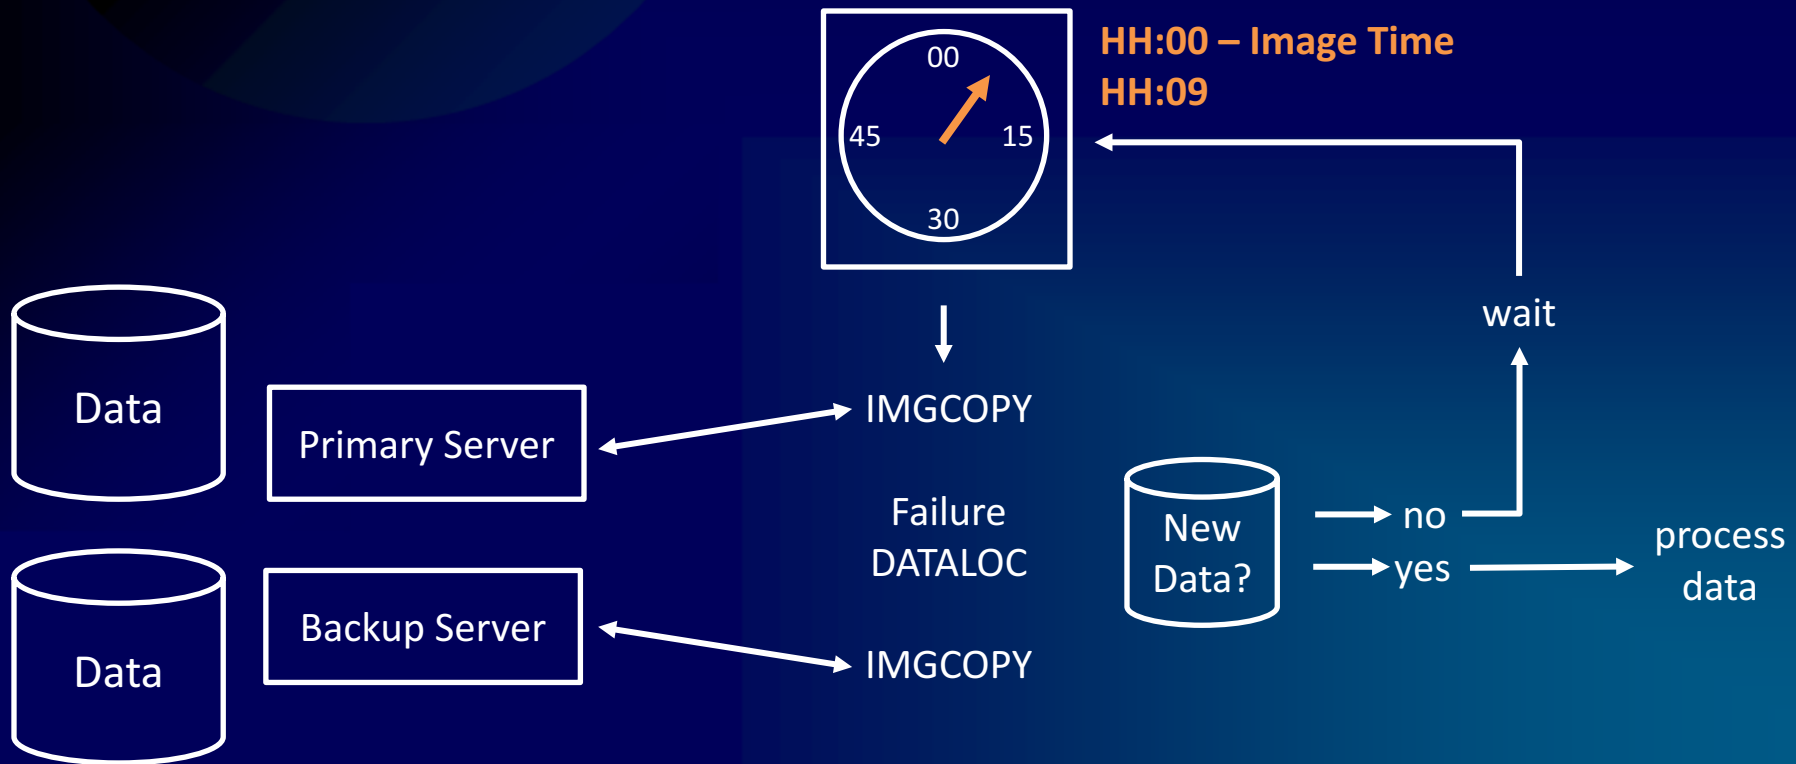 00
45
15
30
HH:00 – Image Time
HH:09
wait
Data
Primary Server
IMGCOPY
Failure
DATALOC
New
Data?
no
yes
process
data
Data
Backup Server
IMGCOPY